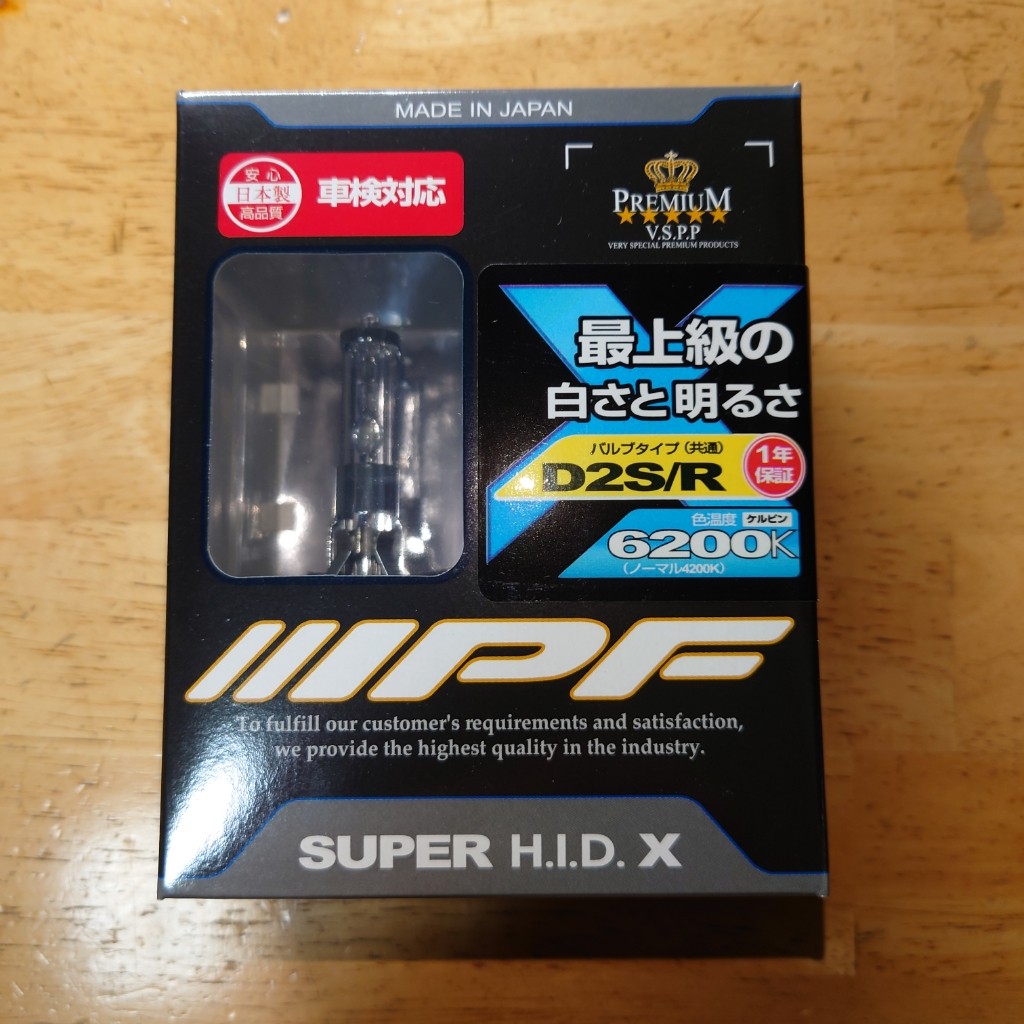 MADE IN JAPAN
安心
日本製
高品質
車検対応
PREMIUM
V.S.P.P
VERY SPECIAL PREMIUM PRODUCTS
最上級の
白さと明るさ
バルブタイプ(共通)
D2S/R
1年
保証
色温度 ケルビン
6200K
(ノーマル4200K)
IPF
To fulfill our customer's requirements and satisfaction,
we provide the highest quality in the industry.
SUPER H.I.D. X